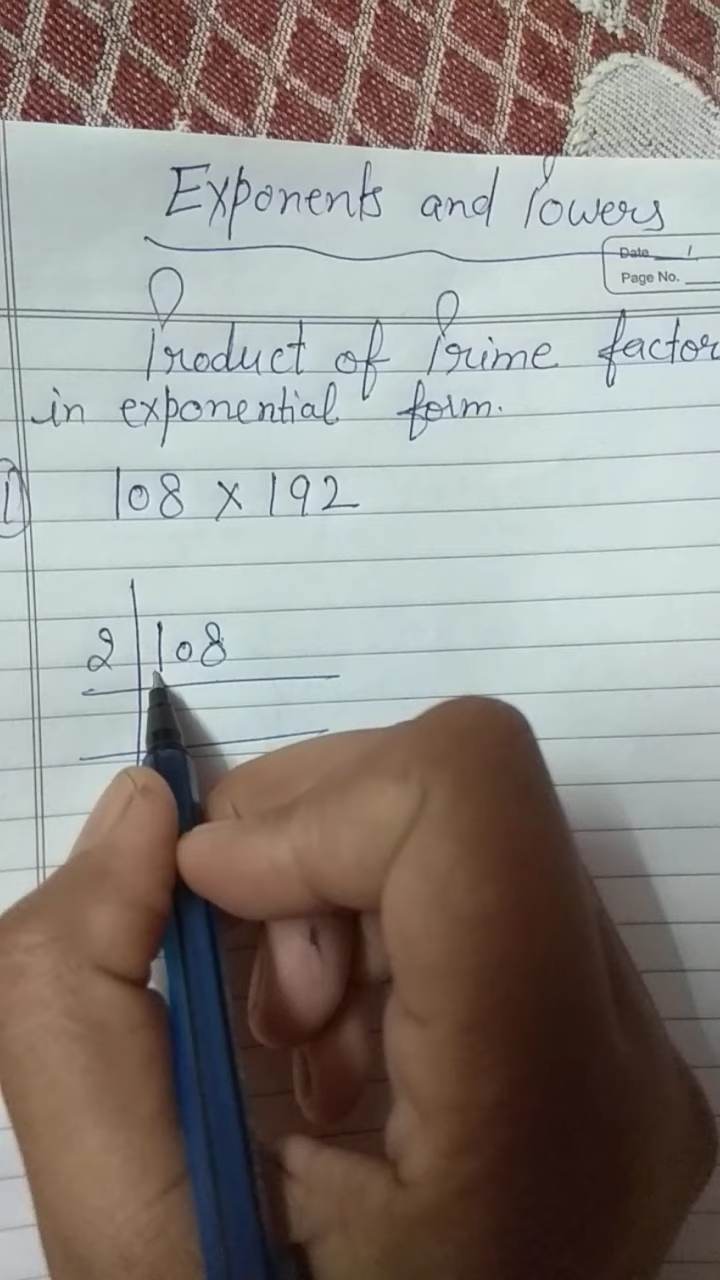 Exponents and Powers
Date /
Page No.
Product of Prime factor
in exponential form.
1 108 × 192
2 108